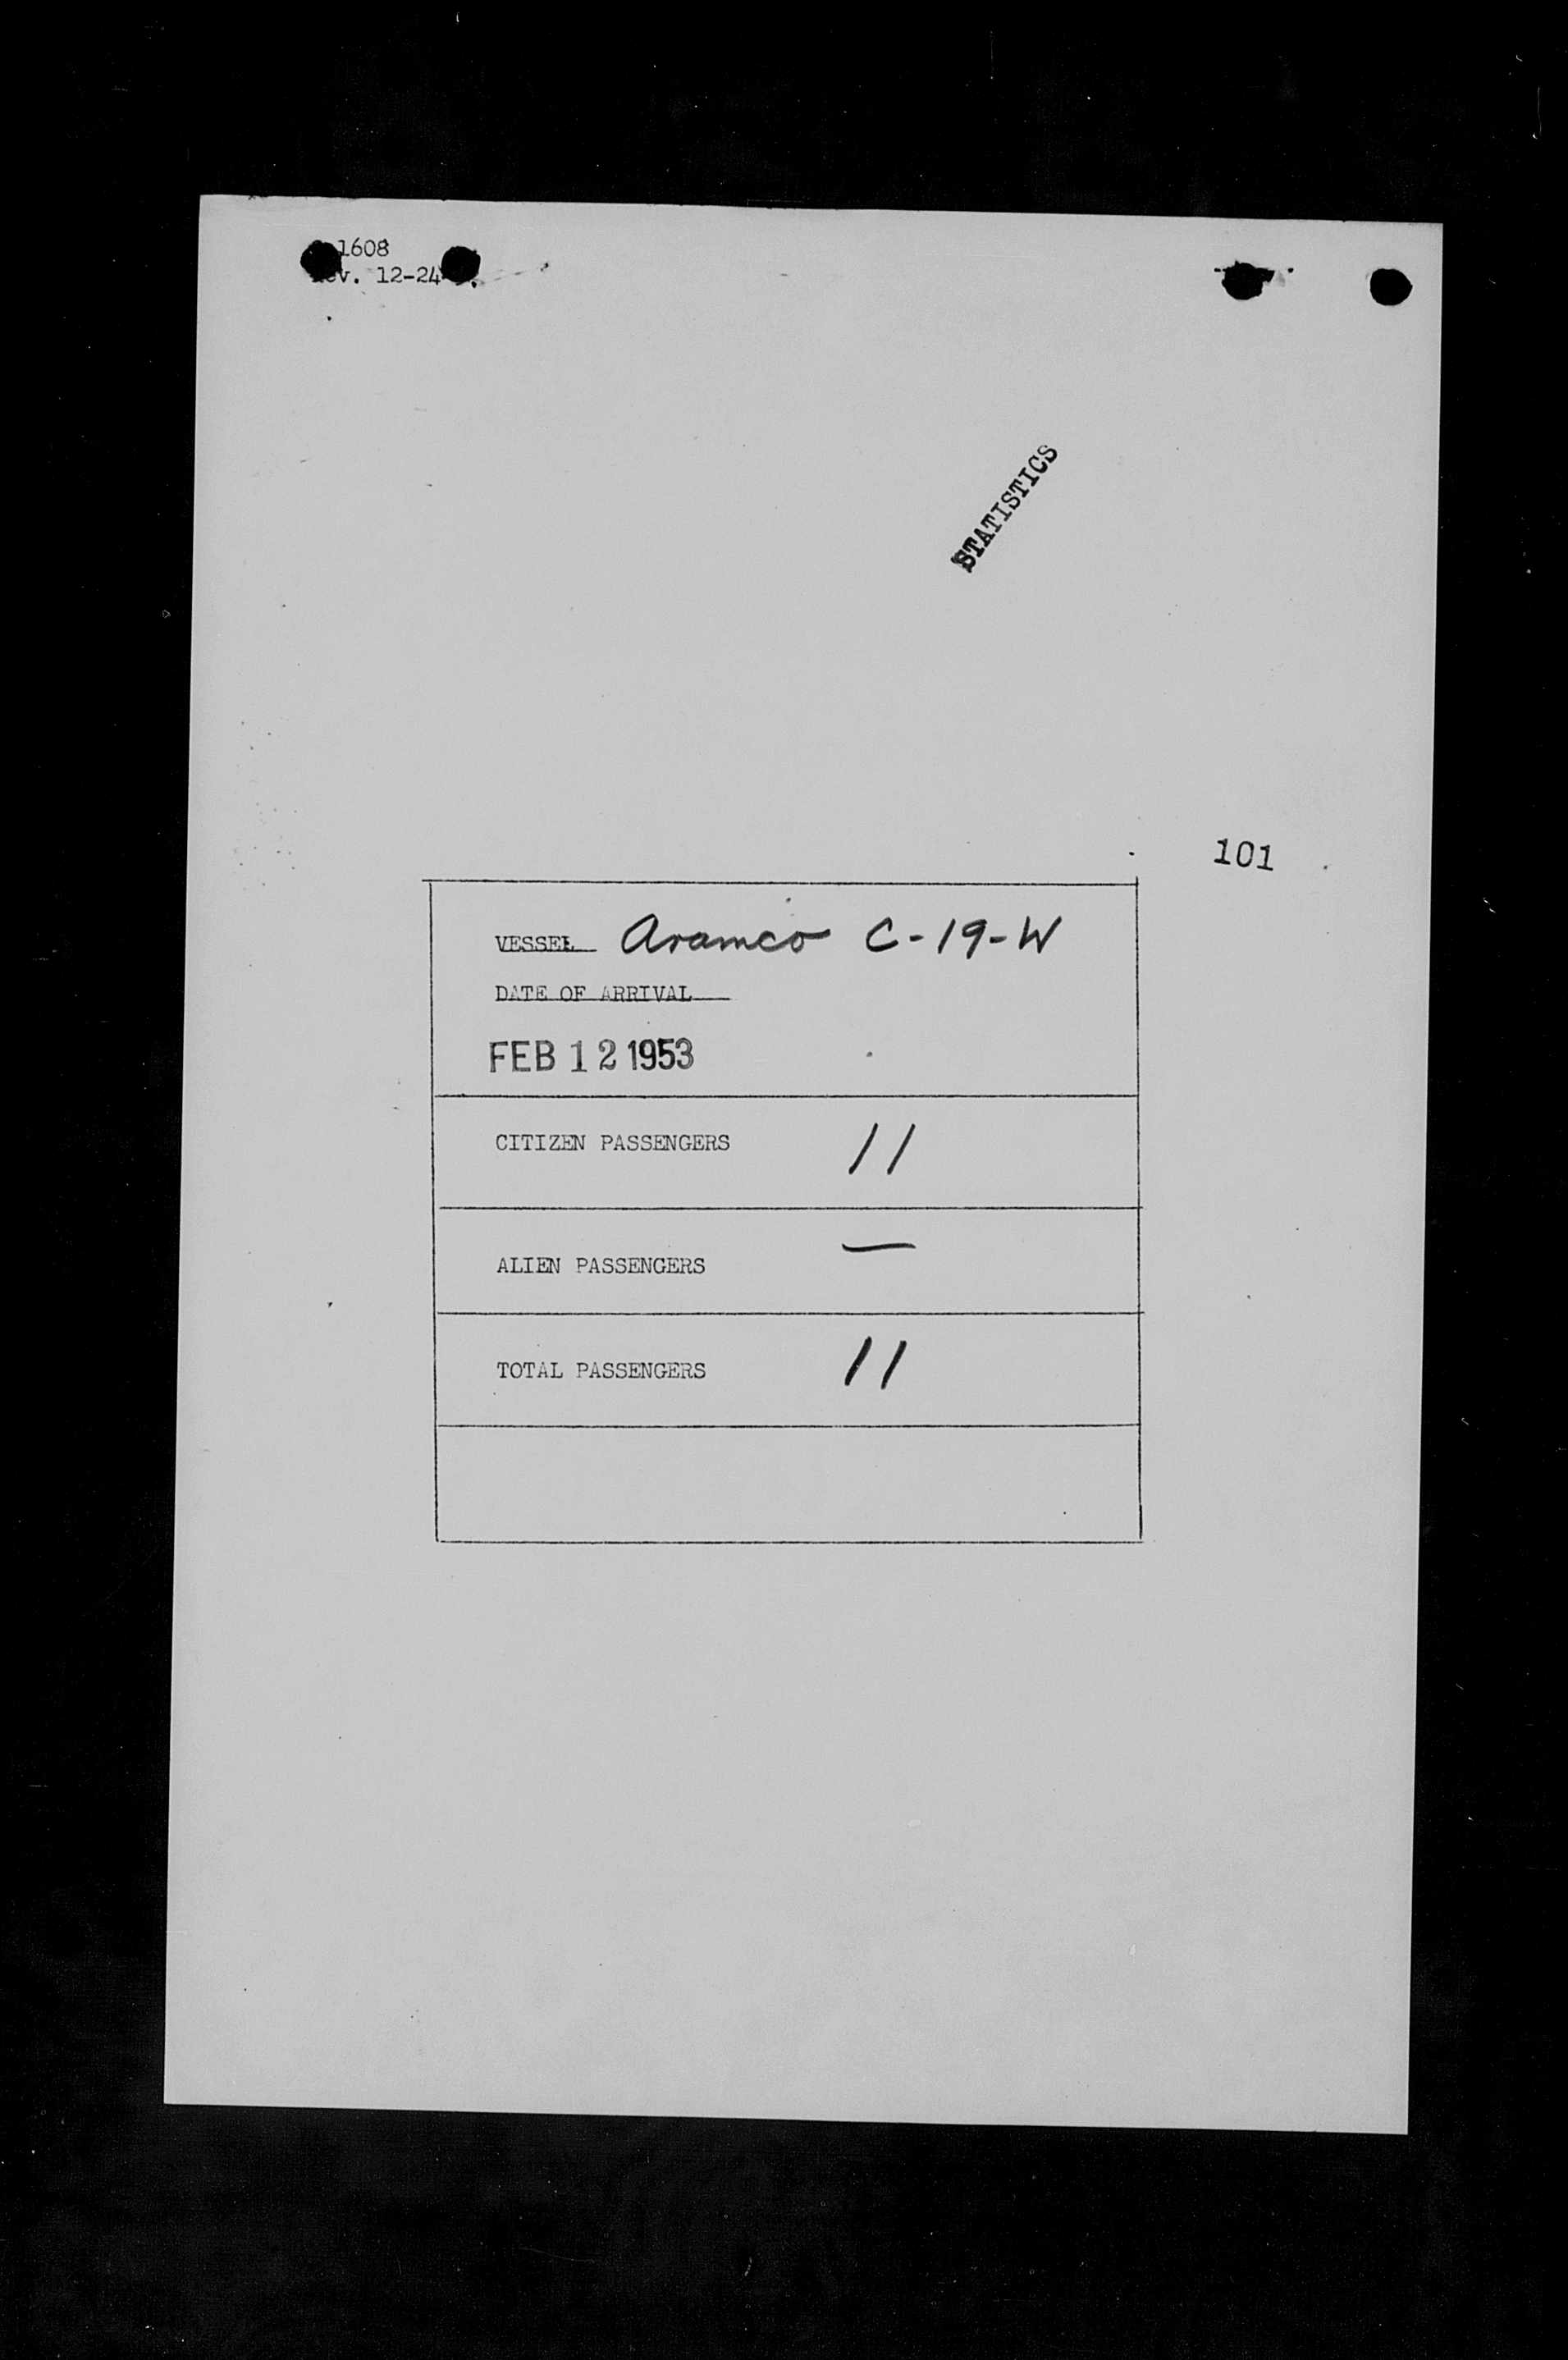 1608
v. 12-24
STATISTICS
101
VESSEL Aramco C-19-W
DATE OF ARRIVAL
FEB 12 1953
CITIZEN PASSENGERS 11
ALIEN PASSENGERS —
TOTAL PASSENGERS 11